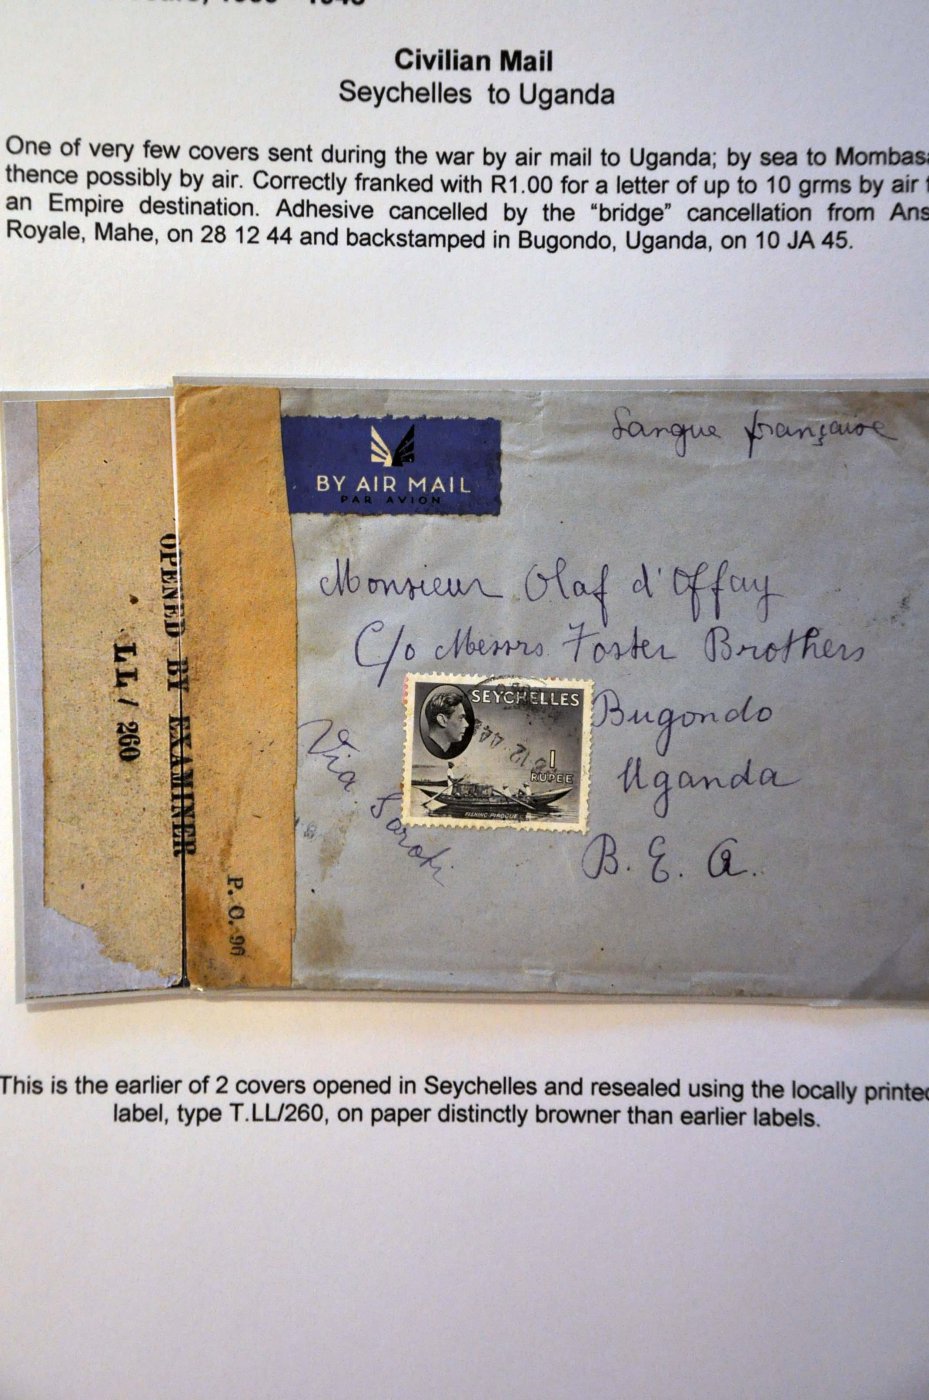 1945
Civilian Mail
Seychelles to Uganda
One of very few covers sent during the war by air mail to Uganda; by sea to Mombasa
thence possibly by air. Correctly franked with R1.00 for a letter of up to 10 grms by air
an Empire destination. Adhesive cancelled by the “bridge” cancellation from Ans
Royale, Mahe, on 28 12 44 and backstamped in Bugondo, Uganda, on 10 JA 45.
Langue française
BY AIR MAIL
PAR AVION
Monsieur Olaf d'Offay
C/o Messrs. Foster Brothers
Bugondo
Uganda
B. E. A.
Via Soroti
SEYCHELLES
1
RUPEE
FISHING PIROGUE
OPENED BY EXAMINER
LL / 260
P. C. 96
This is the earlier of 2 covers opened in Seychelles and resealed using the locally printed
label, type T.LL/260, on paper distinctly browner than earlier labels.